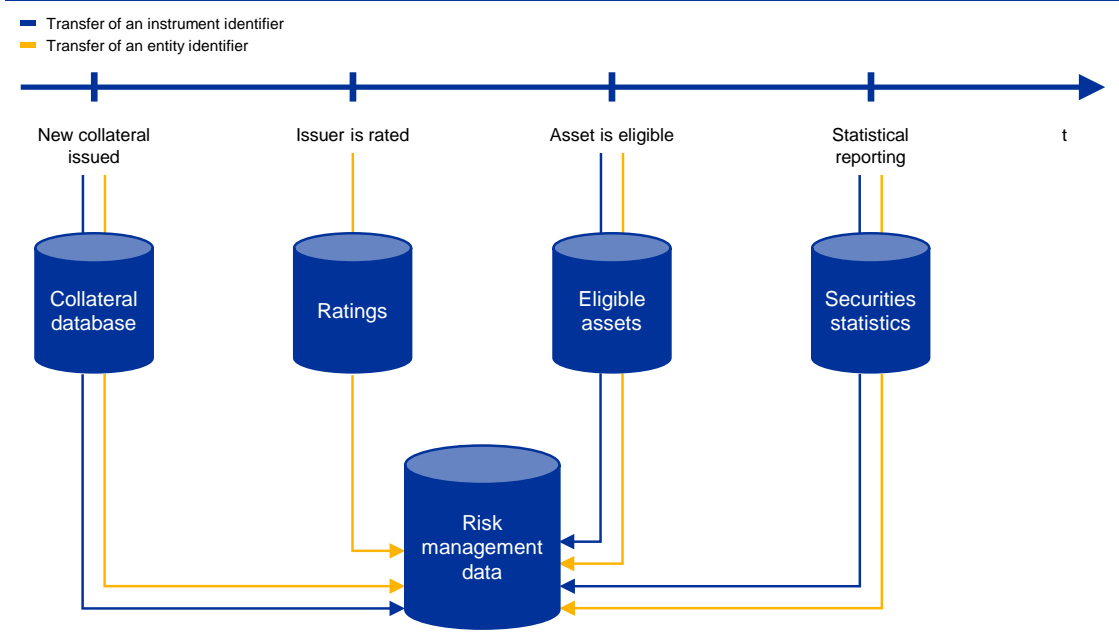 Transfer of an instrument identifier
Transfer of an entity identifier
New collateral
issued
Issuer is rated
Asset is eligible
Statistical
reporting
t
Collateral
database
Ratings
Eligible
assets
Securities
statistics
Risk
management
data